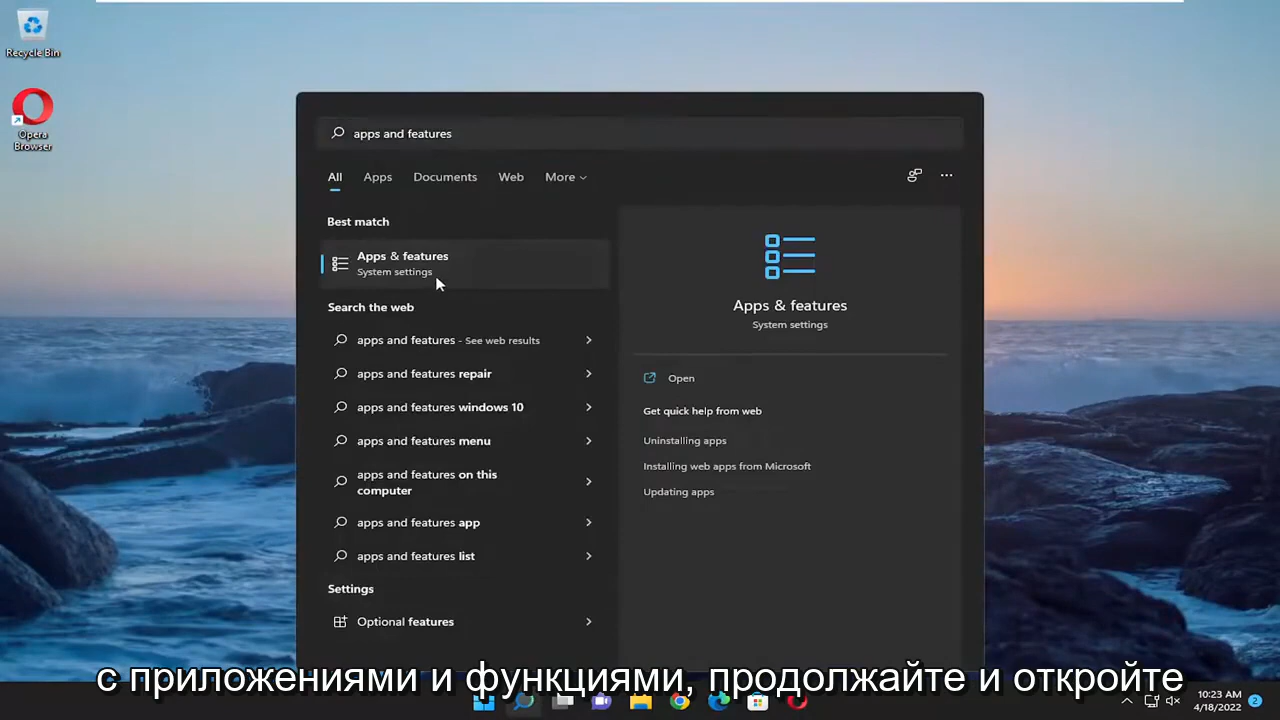 Recycle Bin
Opera
Browser
apps and features
All
Apps
Documents
Web
More
Best match
Apps & features
System settings
Search the web
apps and features - See web results
apps and features repair
apps and features windows 10
apps and features menu
apps and features on this
computer
apps and features app
apps and features list
Settings
Optional features
Apps & features
System settings
Open
Get quick help from web
Uninstalling apps
Installing web apps from Microsoft
Updating apps
с приложениями и функциями, продолжайте и откройте
10:23 AM
4/18/2022
2